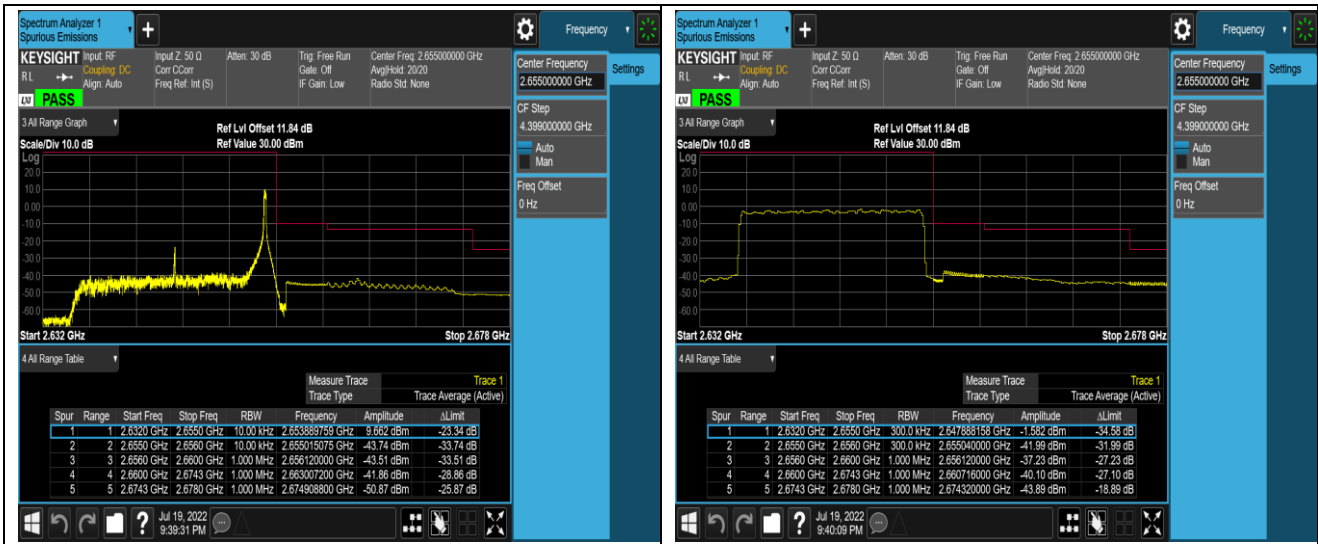 Spectrum Analyzer 1
Spurious Emissions
+
Frequency
KEYSIGHT Input: RF Input Z: 50 Ω Atten: 30 dB Trig: Free Run Center Freq: 2.655000000 GHz
R L Coupling: DC Corr CCorr Gate: Off Avg|Hold: 20/20
Align: Auto Freq Ref: Int (S) IF Gain: Low Radio Std: None
LXI PASS
Center Frequency
2.655000000 GHz
Settings
CF Step
4.399000000 GHz
Auto
Man
Freq Offset
0 Hz
3 All Range Graph
Ref Lvl Offset 11.84 dB
Scale/Div 10.0 dB Ref Value 30.00 dBm
Log
20.0
10.0
0.00
-10.0
-20.0
-30.0
-40.0
-50.0
-60.0
Start 2.632 GHz Stop 2.678 GHz
4 All Range Table
Measure Trace Trace 1
Trace Type Trace Average (Active)
Spur Range Start Freq Stop Freq RBW Frequency Amplitude ΔLimit
1 1 2.6320 GHz 2.6550 GHz 10.00 kHz 2.653889759 GHz 9.662 dBm -23.34 dB
2 2 2.6550 GHz 2.6560 GHz 10.00 kHz 2.655015075 GHz -43.74 dBm -33.74 dB
3 3 2.6560 GHz 2.6600 GHz 1.000 MHz 2.656120000 GHz -43.51 dBm -33.51 dB
4 4 2.6600 GHz 2.6743 GHz 1.000 MHz 2.663007200 GHz -41.86 dBm -28.86 dB
5 5 2.6743 GHz 2.6780 GHz 1.000 MHz 2.674908800 GHz -50.87 dBm -25.87 dB
?
Jul 19, 2022
9:39:31 PM
Spectrum Analyzer 1
Spurious Emissions
+
Frequency
KEYSIGHT Input: RF Input Z: 50 Ω Atten: 30 dB Trig: Free Run Center Freq: 2.655000000 GHz
R L Coupling: DC Corr CCorr Gate: Off Avg|Hold: 20/20
Align: Auto Freq Ref: Int (S) IF Gain: Low Radio Std: None
LXI PASS
Center Frequency
2.655000000 GHz
Settings
CF Step
4.399000000 GHz
Auto
Man
Freq Offset
0 Hz
3 All Range Graph
Ref Lvl Offset 11.84 dB
Scale/Div 10.0 dB Ref Value 30.00 dBm
Log
20.0
10.0
0.00
-10.0
-20.0
-30.0
-40.0
-50.0
-60.0
Start 2.632 GHz Stop 2.678 GHz
4 All Range Table
Measure Trace Trace 1
Trace Type Trace Average (Active)
Spur Range Start Freq Stop Freq RBW Frequency Amplitude ΔLimit
1 1 2.6320 GHz 2.6550 GHz 300.0 kHz 2.647888158 GHz -1.582 dBm -34.58 dB
2 2 2.6550 GHz 2.6560 GHz 300.0 kHz 2.655040000 GHz -41.99 dBm -31.99 dB
3 3 2.6560 GHz 2.6600 GHz 1.000 MHz 2.656120000 GHz -37.23 dBm -27.23 dB
4 4 2.6600 GHz 2.6743 GHz 1.000 MHz 2.660716000 GHz -40.10 dBm -27.10 dB
5 5 2.6743 GHz 2.6780 GHz 1.000 MHz 2.674320000 GHz -43.89 dBm -18.89 dB
?
Jul 19, 2022
9:40:09 PM